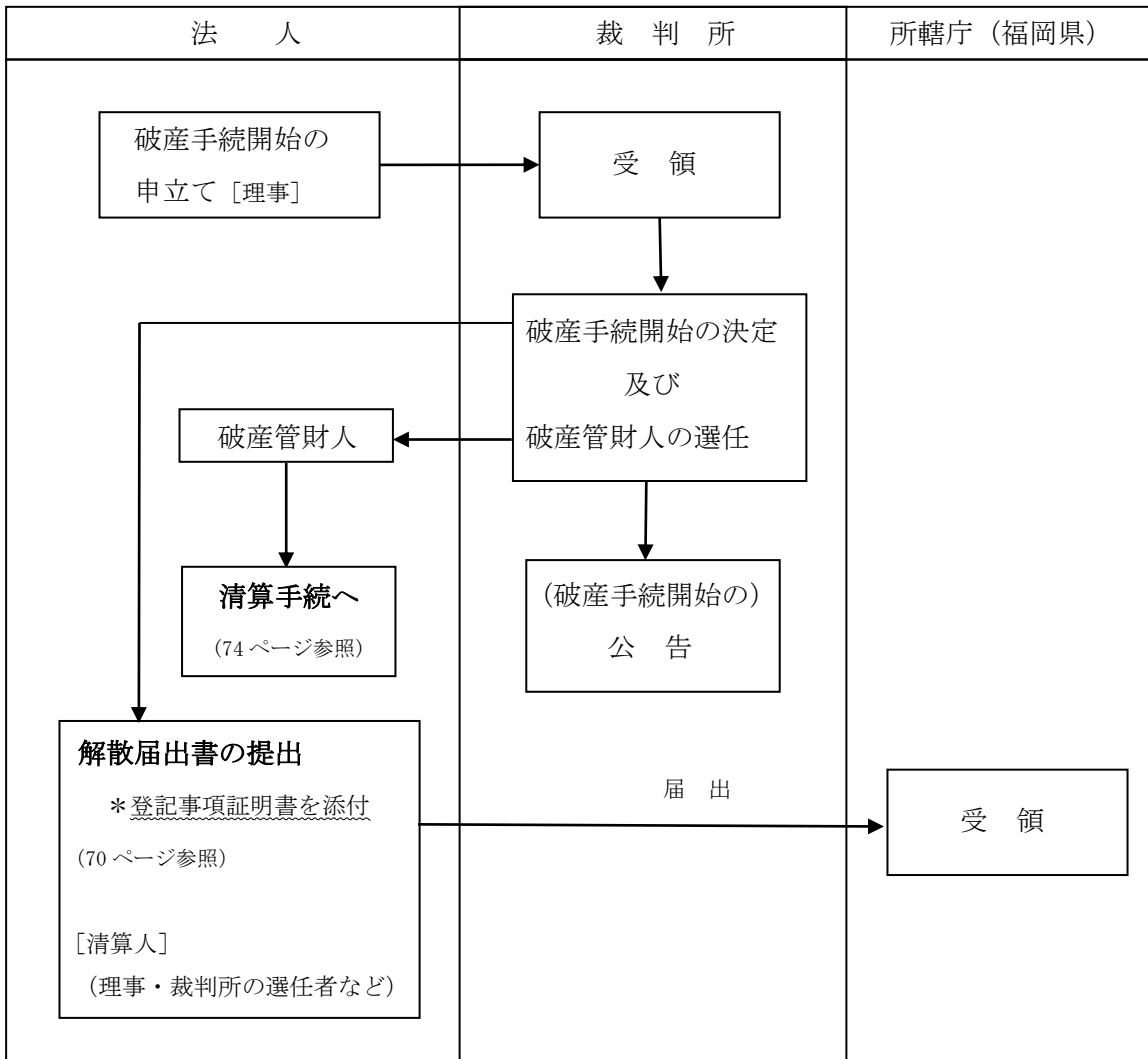 法　　人
裁　判　所
所轄庁（福岡県）
破産手続開始の
申立て［理事］
受　領
破産手続開始の決定
及び
破産管財人の選任
破産管財人
清算手続へ
（74ページ参照）
（破産手続開始の）
公　告
解散届出書の提出
＊登記事項証明書を添付
（70ページ参照）
［清算人］
（理事・裁判所の選任者など）
届　出
受　領